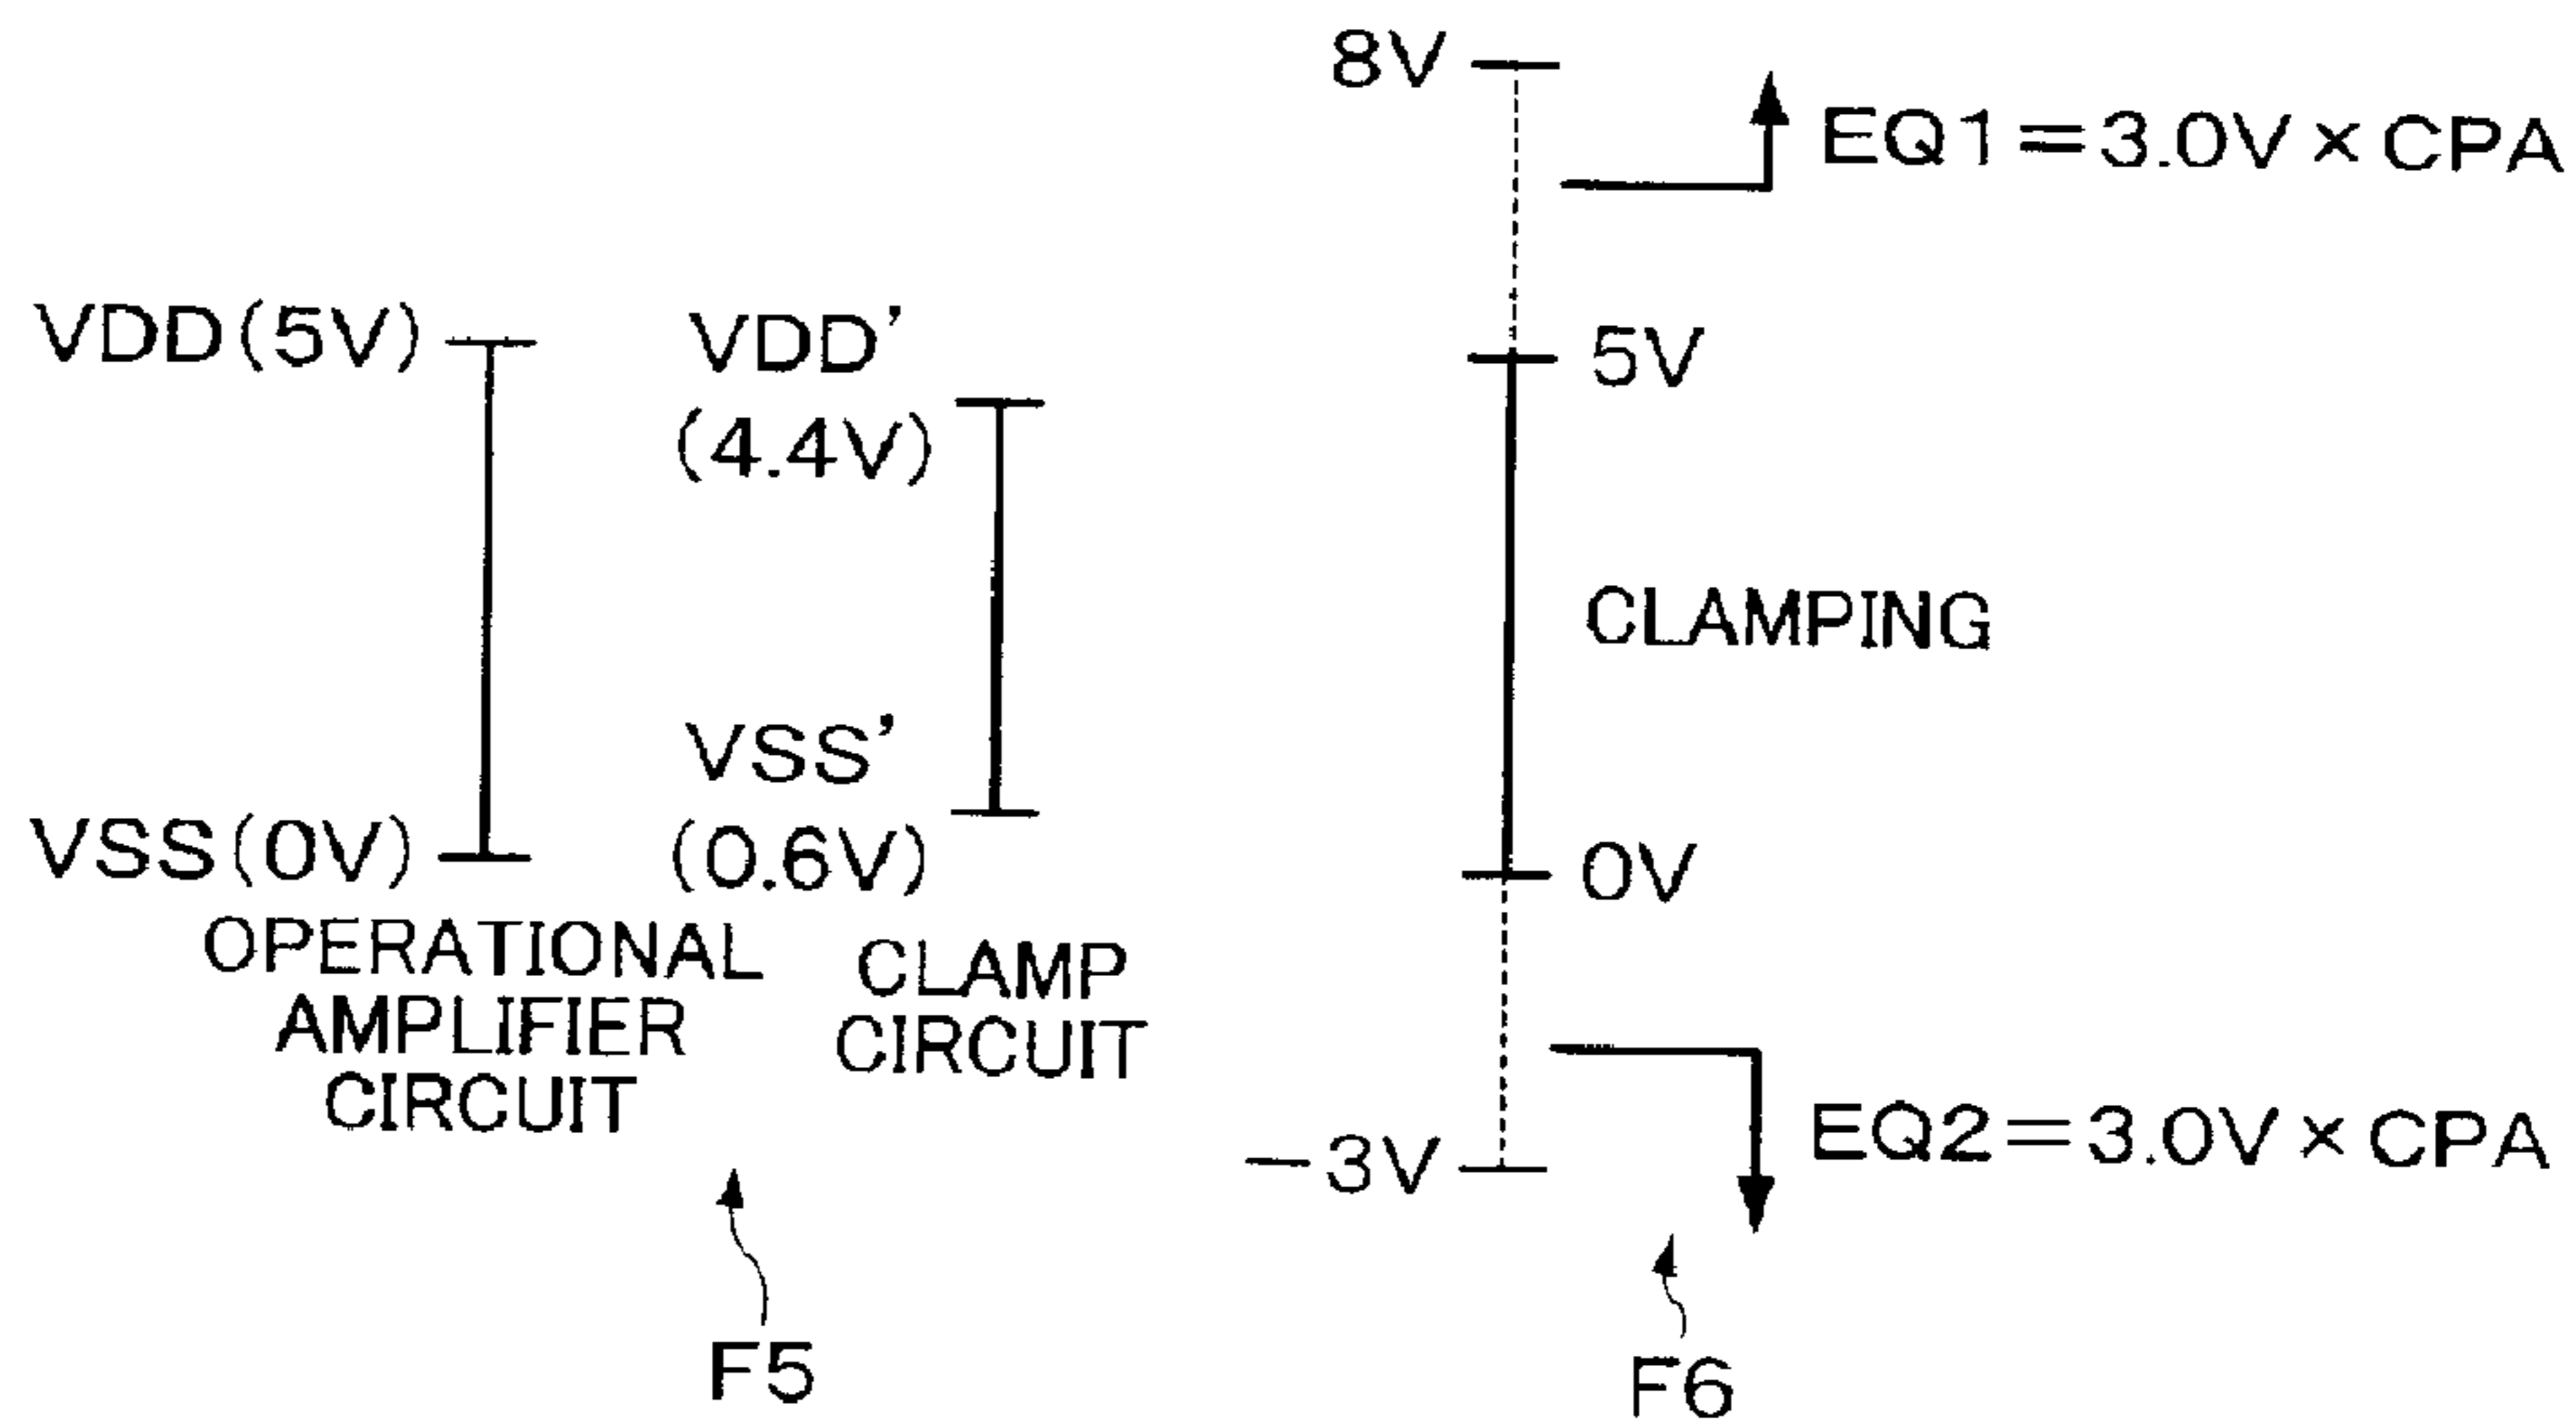 8V
EQ1=3.0V×CPA
VDD(5V)
VDD'
(4.4V)
5V
CLAMPING
VSS'
(0.6V)
VSS(0V)
0V
OPERATIONAL
AMPLIFIER
CIRCUIT
CLAMP
CIRCUIT
-3V
EQ2=3.0V×CPA
F5
F6